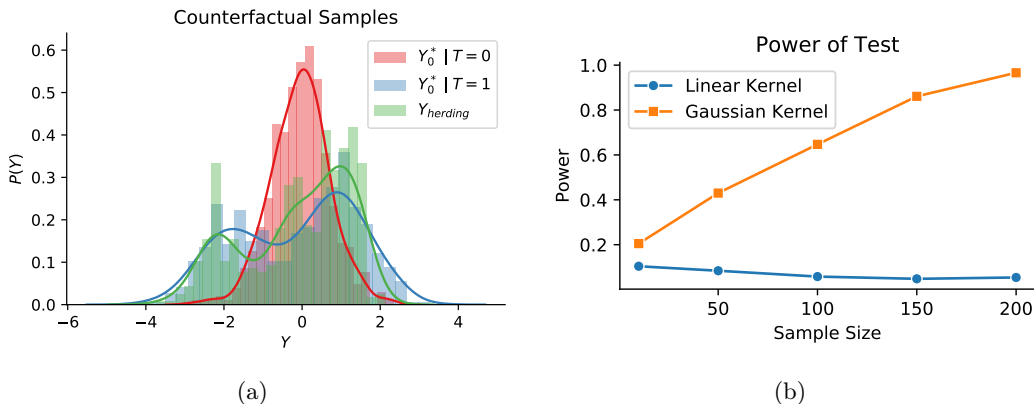 Counterfactual Samples
0.6
0.5
0.4
0.3
0.2
0.1
0.0
P(Y)
−6 −4 −2 0 2 4
Y
Y₀* | T = 0
Y₀* | T = 1
Y_herding
(a)
Power of Test
1.0
0.8
0.6
0.4
0.2
Power
Linear Kernel
Gaussian Kernel
50 100 150 200
Sample Size
(b)